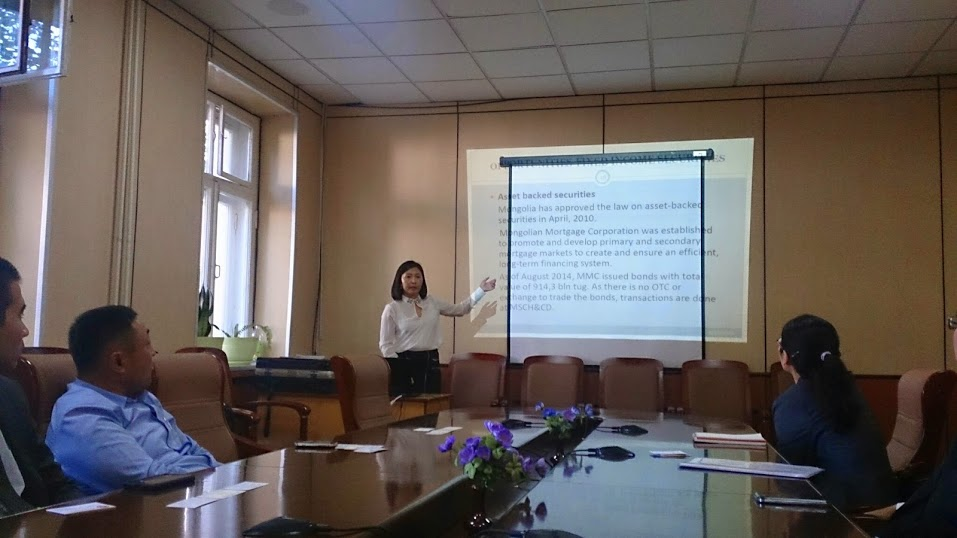 OPPORTUNITIES FIXED INCOME SECURITIES
Asset backed securities
Mongolia has approved the law on asset-backed
securities in April, 2010.
Mongolian Mortgage Corporation was established
to promote and develop primary and secondary
mortgage markets to create and ensure an efficient,
long-term financing system.
As of August 2014, MMC issued bonds with total
value of 914,3 bln tug. As there is no OTC or
exchange to trade the bonds, transactions are done
at MSCH&CD.